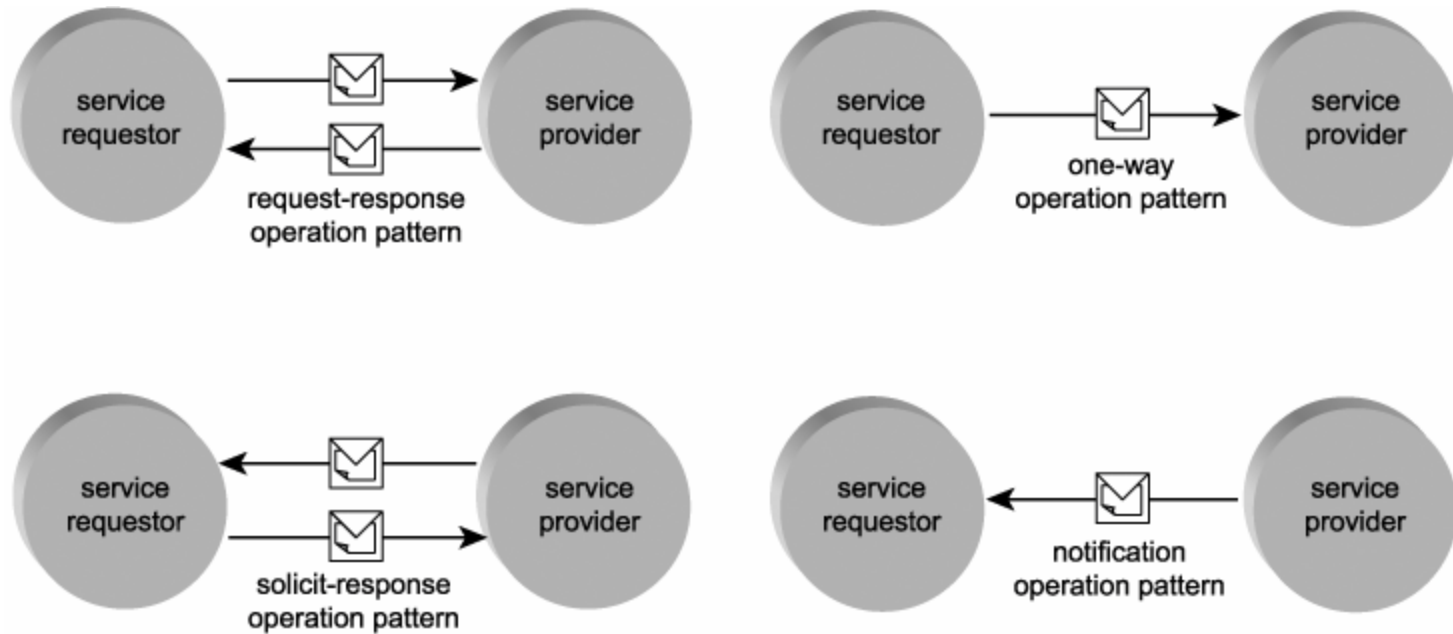 service
requestor
service
provider
request-response
operation pattern
service
requestor
service
provider
one-way
operation pattern
service
requestor
service
provider
solicit-response
operation pattern
service
requestor
service
provider
notification
operation pattern